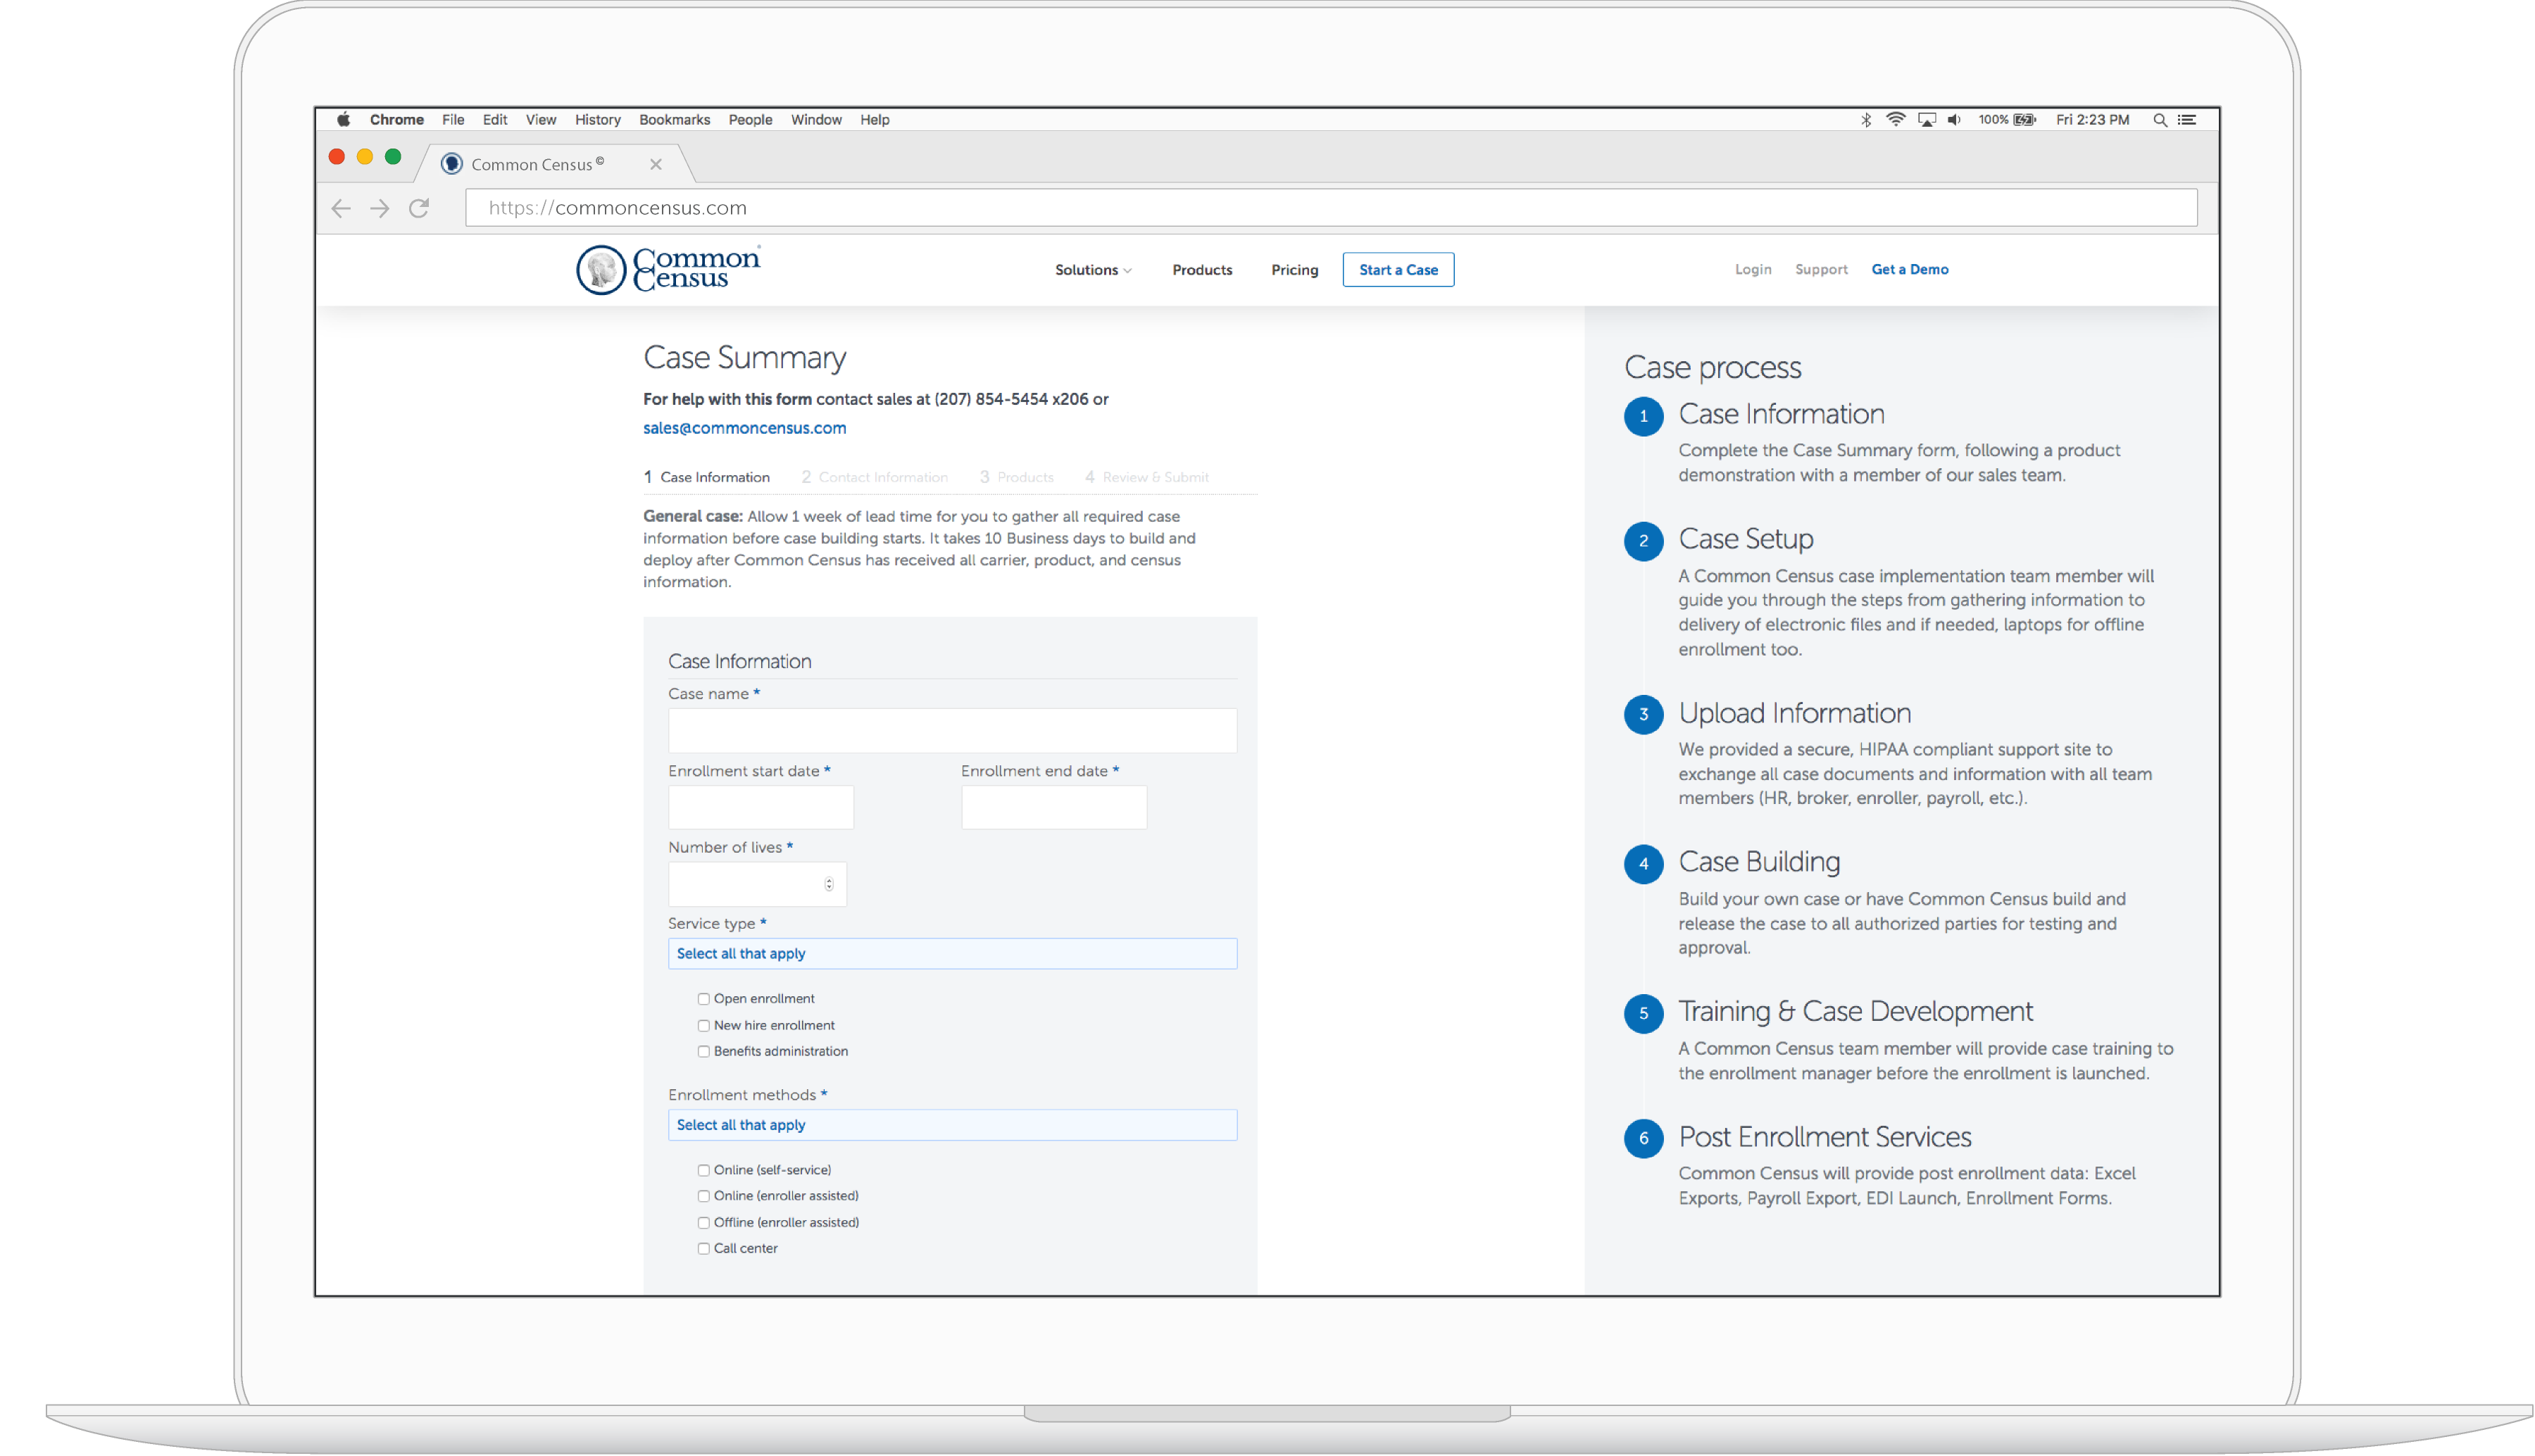 Chrome File Edit View History Bookmarks People Window Help 100% Fri 2:23 PM
Common Census©
https://commoncensus.com
Common
Census
Solutions Products Pricing Start a Case Login Support Get a Demo
Case Summary
For help with this form contact sales at (207) 854-5454 x206 or
sales@commoncensus.com
1 Case Information 2 Contact Information 3 Products 4 Review & Submit
General case: Allow 1 week of lead time for you to gather all required case
information before case building starts. It takes 10 Business days to build and
deploy after Common Census has received all carrier, product, and census
information.
Case Information
Case name *
Enrollment start date * Enrollment end date *
Number of lives *
Service type *
Select all that apply
Open enrollment
New hire enrollment
Benefits administration
Enrollment methods *
Select all that apply
Online (self-service)
Online (enroller assisted)
Offline (enroller assisted)
Call center
Case process
1 Case Information
Complete the Case Summary form, following a product
demonstration with a member of our sales team.
2 Case Setup
A Common Census case implementation team member will
guide you through the steps from gathering information to
delivery of electronic files and if needed, laptops for offline
enrollment too.
3 Upload Information
We provided a secure, HIPAA compliant support site to
exchange all case documents and information with all team
members (HR, broker, enroller, payroll, etc.).
4 Case Building
Build your own case or have Common Census build and
release the case to all authorized parties for testing and
approval.
5 Training & Case Development
A Common Census team member will provide case training to
the enrollment manager before the enrollment is launched.
6 Post Enrollment Services
Common Census will provide post enrollment data: Excel
Exports, Payroll Export, EDI Launch, Enrollment Forms.